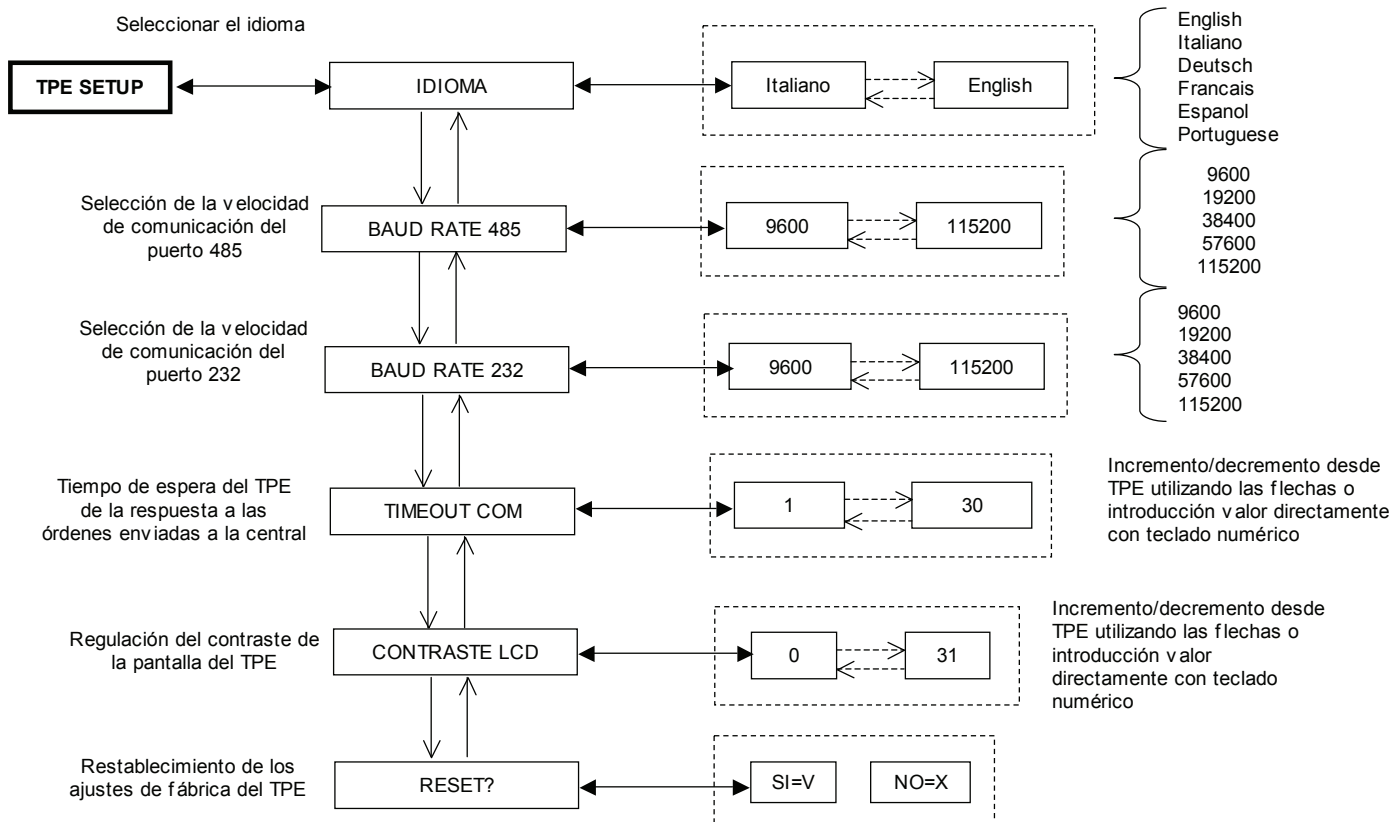 Seleccionar el idioma
TPE SETUP
IDIOMA
Italiano
English
English
Italiano
Deutsch
Francais
Espanol
Portuguese
Selección de la velocidad
de comunicación del
puerto 485
BAUD RATE 485
9600
115200
9600
19200
38400
57600
115200
Selección de la velocidad
de comunicación del
puerto 232
BAUD RATE 232
9600
115200
9600
19200
38400
57600
115200
Tiempo de espera del TPE
de la respuesta a las
órdenes enviadas a la central
TIMEOUT COM
1
30
Incremento/decremento desde
TPE utilizando las flechas o
introducción valor directamente
con teclado numérico
Regulación del contraste de
la pantalla del TPE
CONTRASTE LCD
0
31
Incremento/decremento desde
TPE utilizando las flechas o
introducción valor
directamente con teclado
numérico
Restablecimiento de los
ajustes de fábrica del TPE
RESET?
SI=V
NO=X